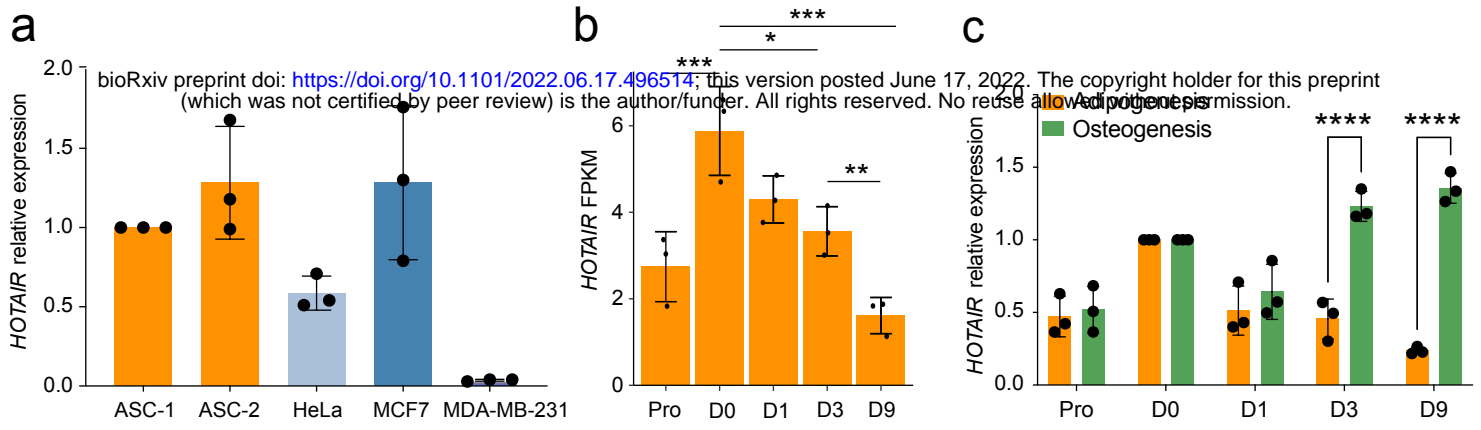 a
b
c
bioRxiv preprint doi: https://doi.org/10.1101/2022.06.17.496514; this version posted June 17, 2022. The copyright holder for this preprint
(which was not certified by peer review) is the author/funder. All rights reserved. No reuse allowed without permission.
HOTAIR relative expression
2.0
1.5
1.0
0.5
0.0
ASC-1 ASC-2 HeLa MCF7 MDA-MB-231
HOTAIR FPKM
***
*
***
**
6
4
2
0
Pro D0 D1 D3 D9
HOTAIR relative expression
2.0
1.5
1.0
0.5
0.0
Adipogenesis
Osteogenesis
**** ****
Pro D0 D1 D3 D9